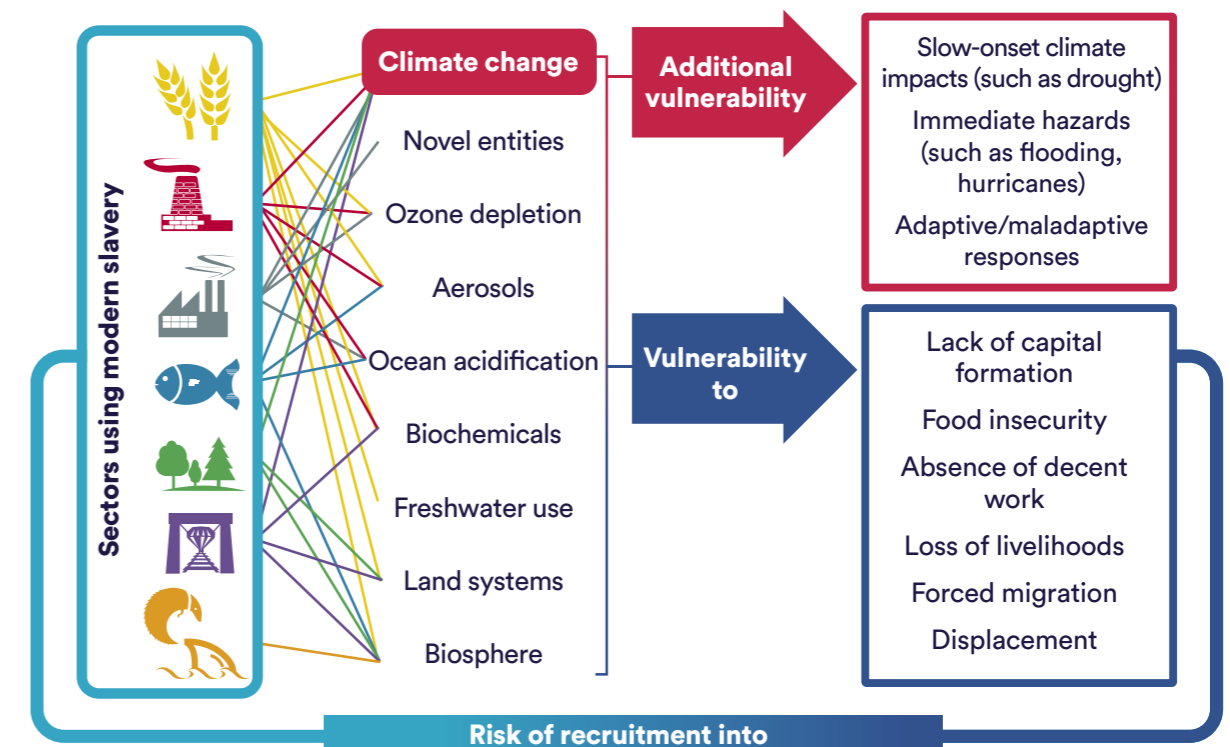 Sectors using modern slavery
Climate change
Novel entities
Ozone depletion
Aerosols
Ocean acidification
Biochemicals
Freshwater use
Land systems
Biosphere
Additional
vulnerability
Slow-onset climate
impacts (such as drought)
Immediate hazards
(such as flooding,
hurricanes)
Adaptive/maladaptive
responses
Vulnerability
to
Lack of capital
formation
Food insecurity
Absence of decent
work
Loss of livelihoods
Forced migration
Displacement
Risk of recruitment into